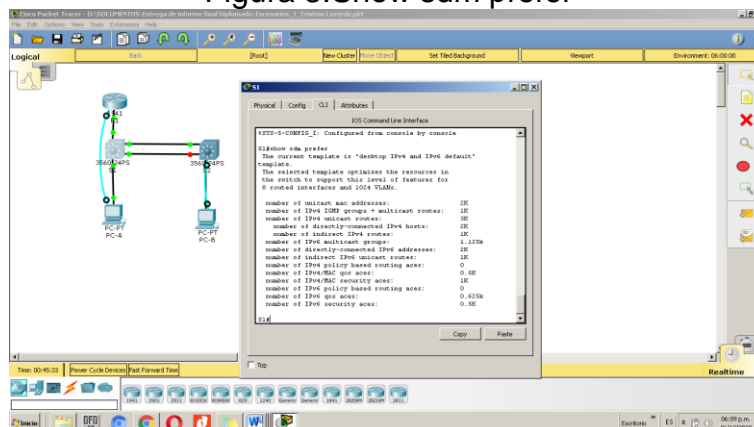 Figura 8.Show sdm prefer
Cisco Packet Tracer - D:\DOCUMENTOS\Entrega de informe final Diplomado\Escenarios_1_Cristian Laverde.pkt
File Edit Options View Tools Extensions Help
Logical Back [Root] New Cluster Move Object Set Tiled Background Viewport Environment: 06:00:00
S1
Physical Config CLI Attributes
IOS Command Line Interface
%SYS-5-CONFIG_I: Configured from console by console
S1#show sdm prefer
The current template is "desktop IPv4 and IPv6 default"
template.
The selected template optimizes the resources in
the switch to support this level of features for
8 routed interfaces and 1024 VLANs.
number of unicast mac addresses: 2K
number of IPv4 IGMP groups + multicast routes: 1K
number of IPv4 unicast routes: 3K
number of directly-connected IPv4 hosts: 2K
number of indirect IPv4 routes: 1K
number of IPv6 multicast groups: 1.125k
number of directly-connected IPv6 addresses: 2K
number of indirect IPv6 unicast routes: 1K
number of IPv4 policy based routing aces: 0
number of IPv4/MAC qos aces: 0.5K
number of IPv4/MAC security aces: 1K
number of IPv6 policy based routing aces: 0
number of IPv6 qos aces: 0.625k
number of IPv6 security aces: 0.5K
S1#
Copy Paste
Top
3560-24PS
3560-24PS
PC-PT
PC-A
PC-PT
PC-B
Time: 00:45:33 Power Cycle Devices Fast Forward Time Realtime
1941 2901 2911
Inicio Escritorio ES 06:09 p.m.